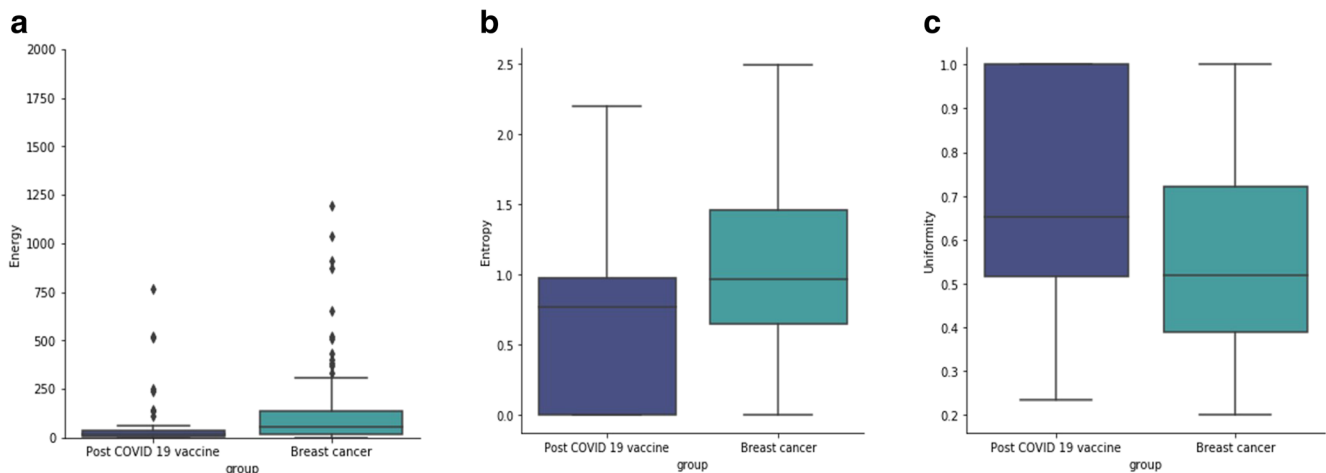 a
2000
1750
1500
1250
1000
750
500
250
0
Energy
Post COVID 19 vaccine
Breast cancer
group
b
2.5
2.0
1.5
1.0
0.5
0.0
Entropy
Post COVID 19 vaccine
Breast cancer
group
c
1.0
0.9
0.8
0.7
0.6
0.5
0.4
0.3
0.2
Uniformity
Post COVID 19 vaccine
Breast cancer
group